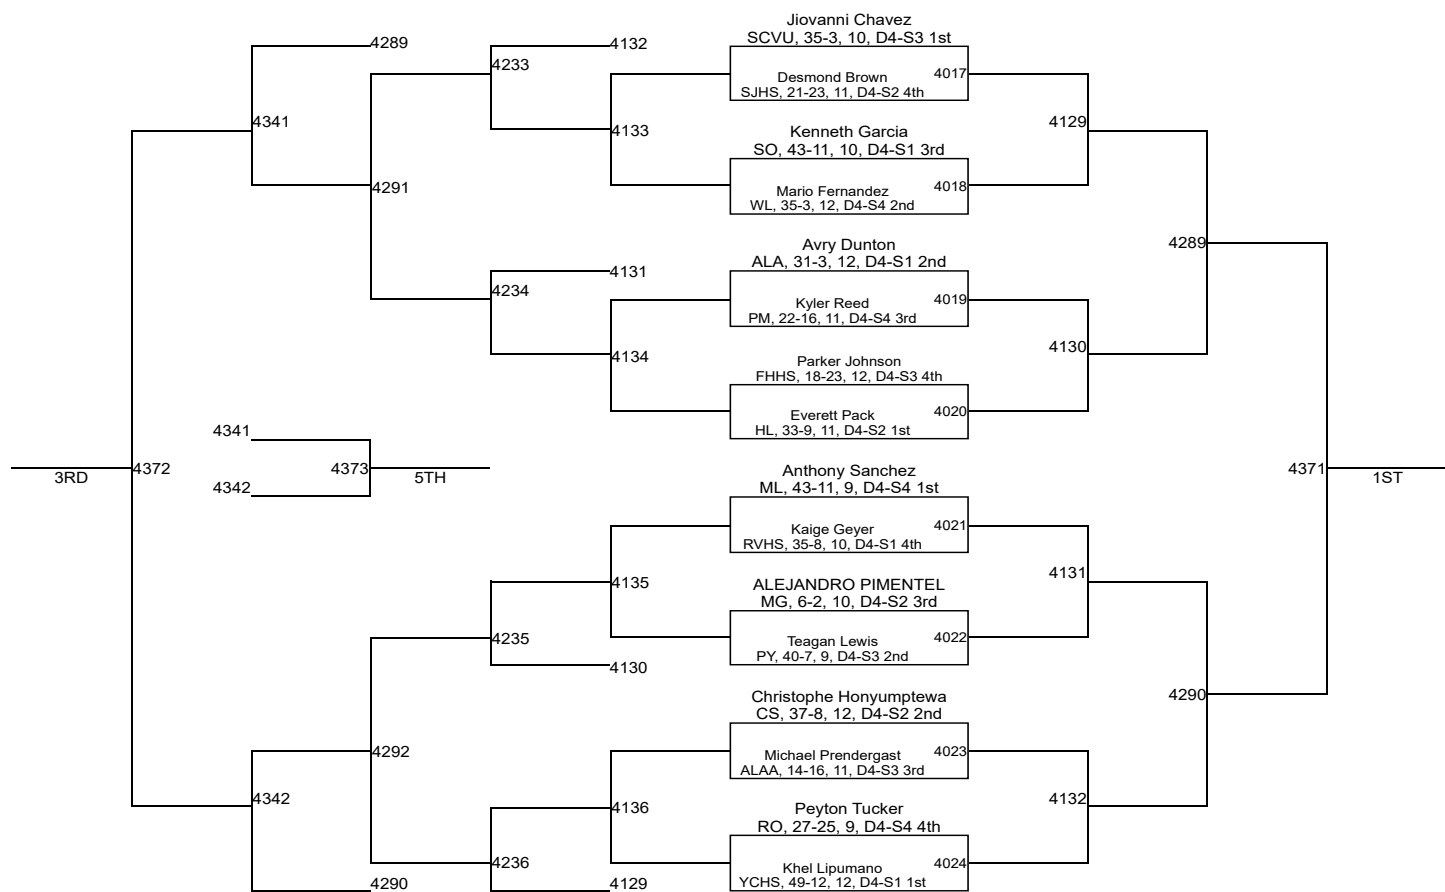 Jiovanni Chavez
SCVU, 35-3, 10, D4-S3 1st
4289
4132
4233
Desmond Brown
4017
SJHS, 21-23, 11, D4-S2 4th
4341
4133
4129
Kenneth Garcia
SO, 43-11, 10, D4-S1 3rd
4291
Mario Fernandez
4018
WL, 35-3, 12, D4-S4 2nd
Avry Dunton
4289
ALA, 31-3, 12, D4-S1 2nd
4131
4234
Kyler Reed
4019
PM, 22-16, 11, D4-S4 3rd
4134
4130
Parker Johnson
FHHS, 18-23, 12, D4-S3 4th
Everett Pack
4020
HL, 33-9, 11, D4-S2 1st
4341
4372
4373
4371
3RD
5TH
1ST
4342
Anthony Sanchez
ML, 43-11, 9, D4-S4 1st
Kaige Geyer
4021
RVHS, 35-8, 10, D4-S1 4th
4135
4131
ALEJANDRO PIMENTEL
MG, 6-2, 10, D4-S2 3rd
4235
Teagan Lewis
4022
PY, 40-7, 9, D4-S3 2nd
4130
Christophe Honyumptewa
4290
CS, 37-8, 12, D4-S2 2nd
4292
Michael Prendergast
4023
ALAA, 14-16, 11, D4-S3 3rd
4342
4136
4132
Peyton Tucker
RO, 27-25, 9, D4-S4 4th
4236
Khel Lipumano
4024
YCHS, 49-12, 12, D4-S1 1st
4290
4129